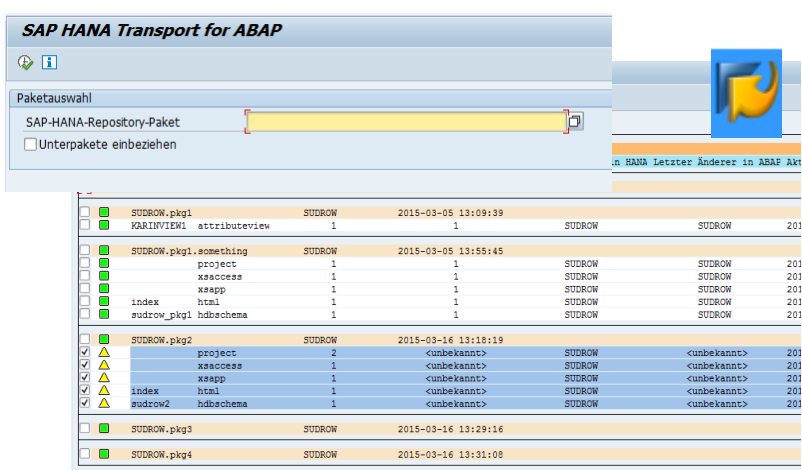 SAP HANA Transport for ABAP
Paketauswahl
SAP-HANA-Repository-Paket
Unterpakete einbeziehen
in HANA Letzter Änderer in ABAP Akt
SUDROW.pkg1 SUDROW 2015-03-05 13:09:39
KARINVIEW1 attributeview 1 1 SUDROW SUDROW 201
SUDROW.pkg1.something SUDROW 2015-03-05 13:55:45
project 1 1 SUDROW SUDROW 201
xsaccess 1 1 SUDROW SUDROW 201
xsapp 1 1 SUDROW SUDROW 201
index html 1 1 SUDROW SUDROW 201
sudrow_pkg1 hdbschema 1 1 SUDROW SUDROW 201
SUDROW.pkg2 SUDROW 2015-03-16 13:18:19
project 2 <unbekannt> SUDROW <unbekannt> 201
xsaccess 1 <unbekannt> SUDROW <unbekannt> 201
xsapp 1 <unbekannt> SUDROW <unbekannt> 201
index html 1 <unbekannt> SUDROW <unbekannt> 201
sudrow2 hdbschema 1 <unbekannt> SUDROW <unbekannt> 201
SUDROW.pkg3 SUDROW 2015-03-16 13:29:16
SUDROW.pkg4 SUDROW 2015-03-16 13:31:08